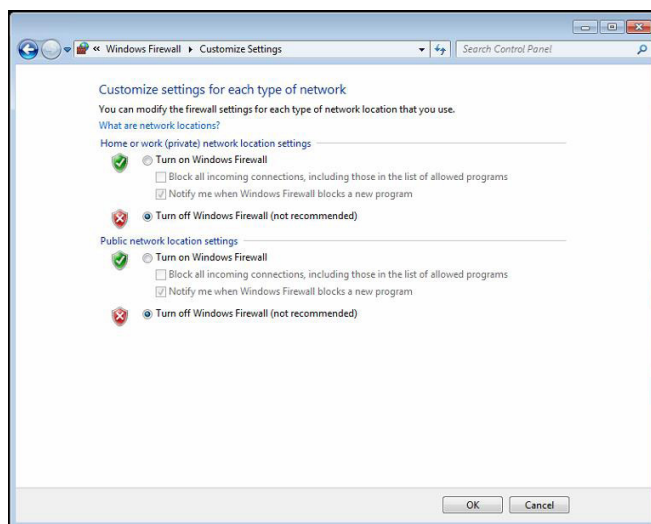 « Windows Firewall ▸ Customize Settings
Search Control Panel
Customize settings for each type of network
You can modify the firewall settings for each type of network location that you use.
What are network locations?
Home or work (private) network location settings
Turn on Windows Firewall
Block all incoming connections, including those in the list of allowed programs
Notify me when Windows Firewall blocks a new program
Turn off Windows Firewall (not recommended)
Public network location settings
Turn on Windows Firewall
Block all incoming connections, including those in the list of allowed programs
Notify me when Windows Firewall blocks a new program
Turn off Windows Firewall (not recommended)
OK Cancel